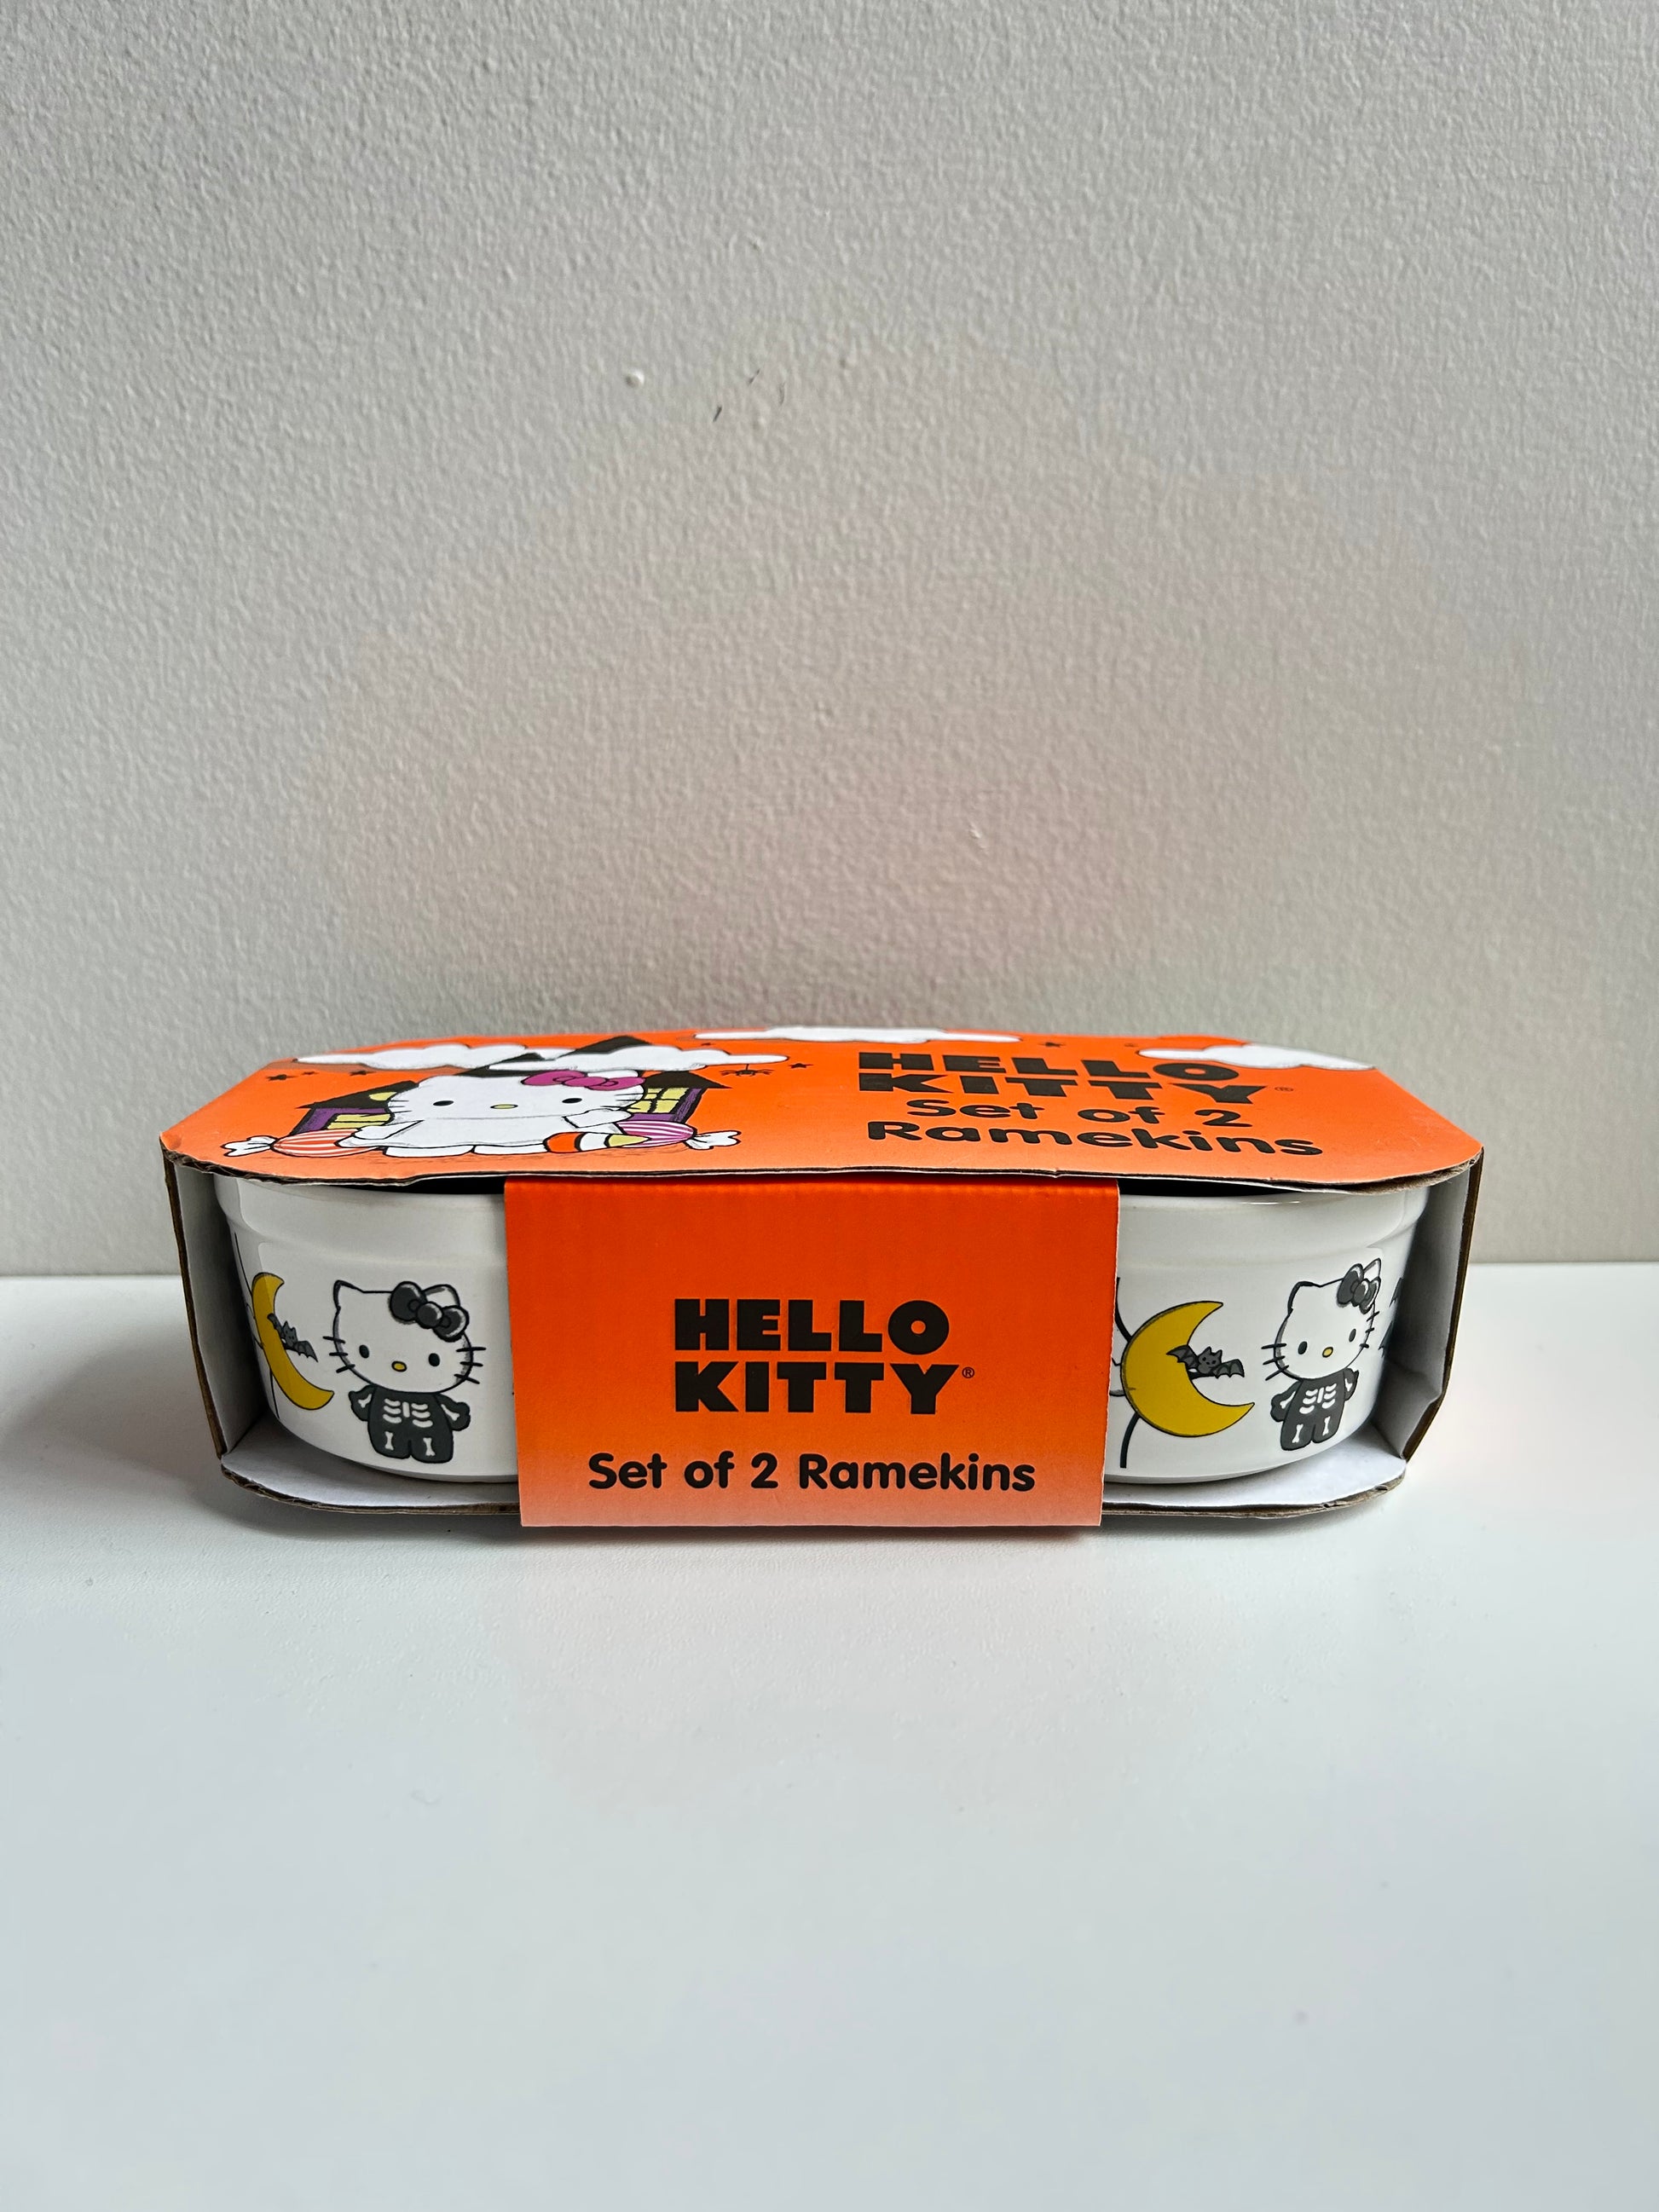 HELLO
KITTY®
Set of 2
Ramekins
HELLO
KITTY®
Set of 2 Ramekins